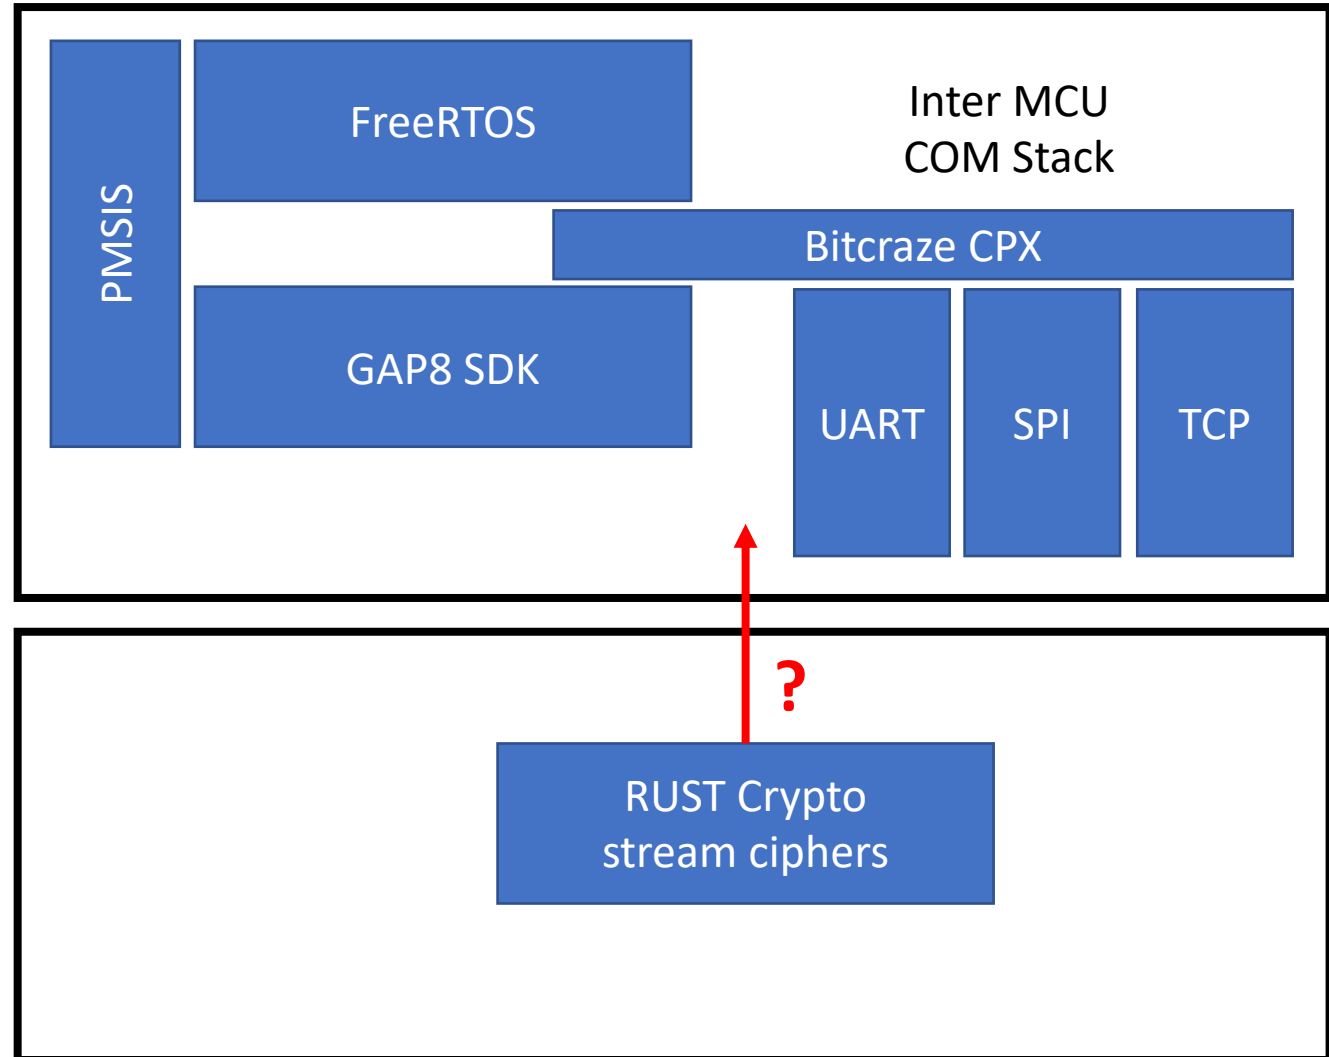 PMSIS
FreeRTOS
Inter MCU
COM Stack
Bitcraze CPX
GAP8 SDK
UART
SPI
TCP
?
RUST Crypto
stream ciphers